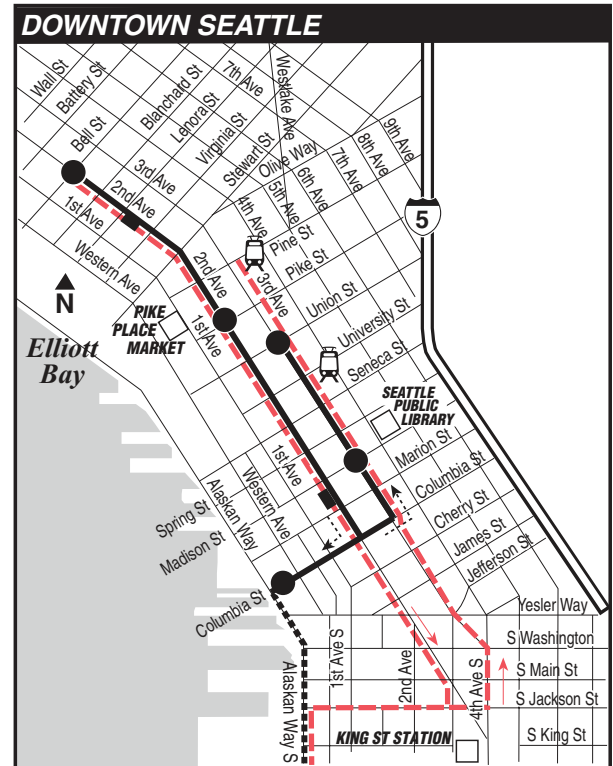 DOWNTOWN SEATTLE
Wall St
Battery St
Bell St
Blanchard St
Lenora St
Virginia St
Stewart St
Olive Way
7th Ave
Westlake Ave
9th Ave
8th Ave
7th Ave
6th Ave
5th Ave
4th Ave
3rd Ave
2nd Ave
1st Ave
Western Ave
5
N
Elliott
Bay
PIKE
PLACE
MARKET
2nd Ave
1st Ave
3rd Ave
Pine St
Pike St
Union St
University St
Seneca St
SEATTLE
PUBLIC
LIBRARY
Marion St
Columbia St
Cherry St
James St
Jefferson St
1st Ave
Western Ave
Alaskan Way
Spring St
Madison St
Columbia St
Yesler Way
S Washington
S Main St
S Jackson St
S King St
Alaskan Way S
1st Ave S
2nd Ave
4th Ave S
KING ST STATION